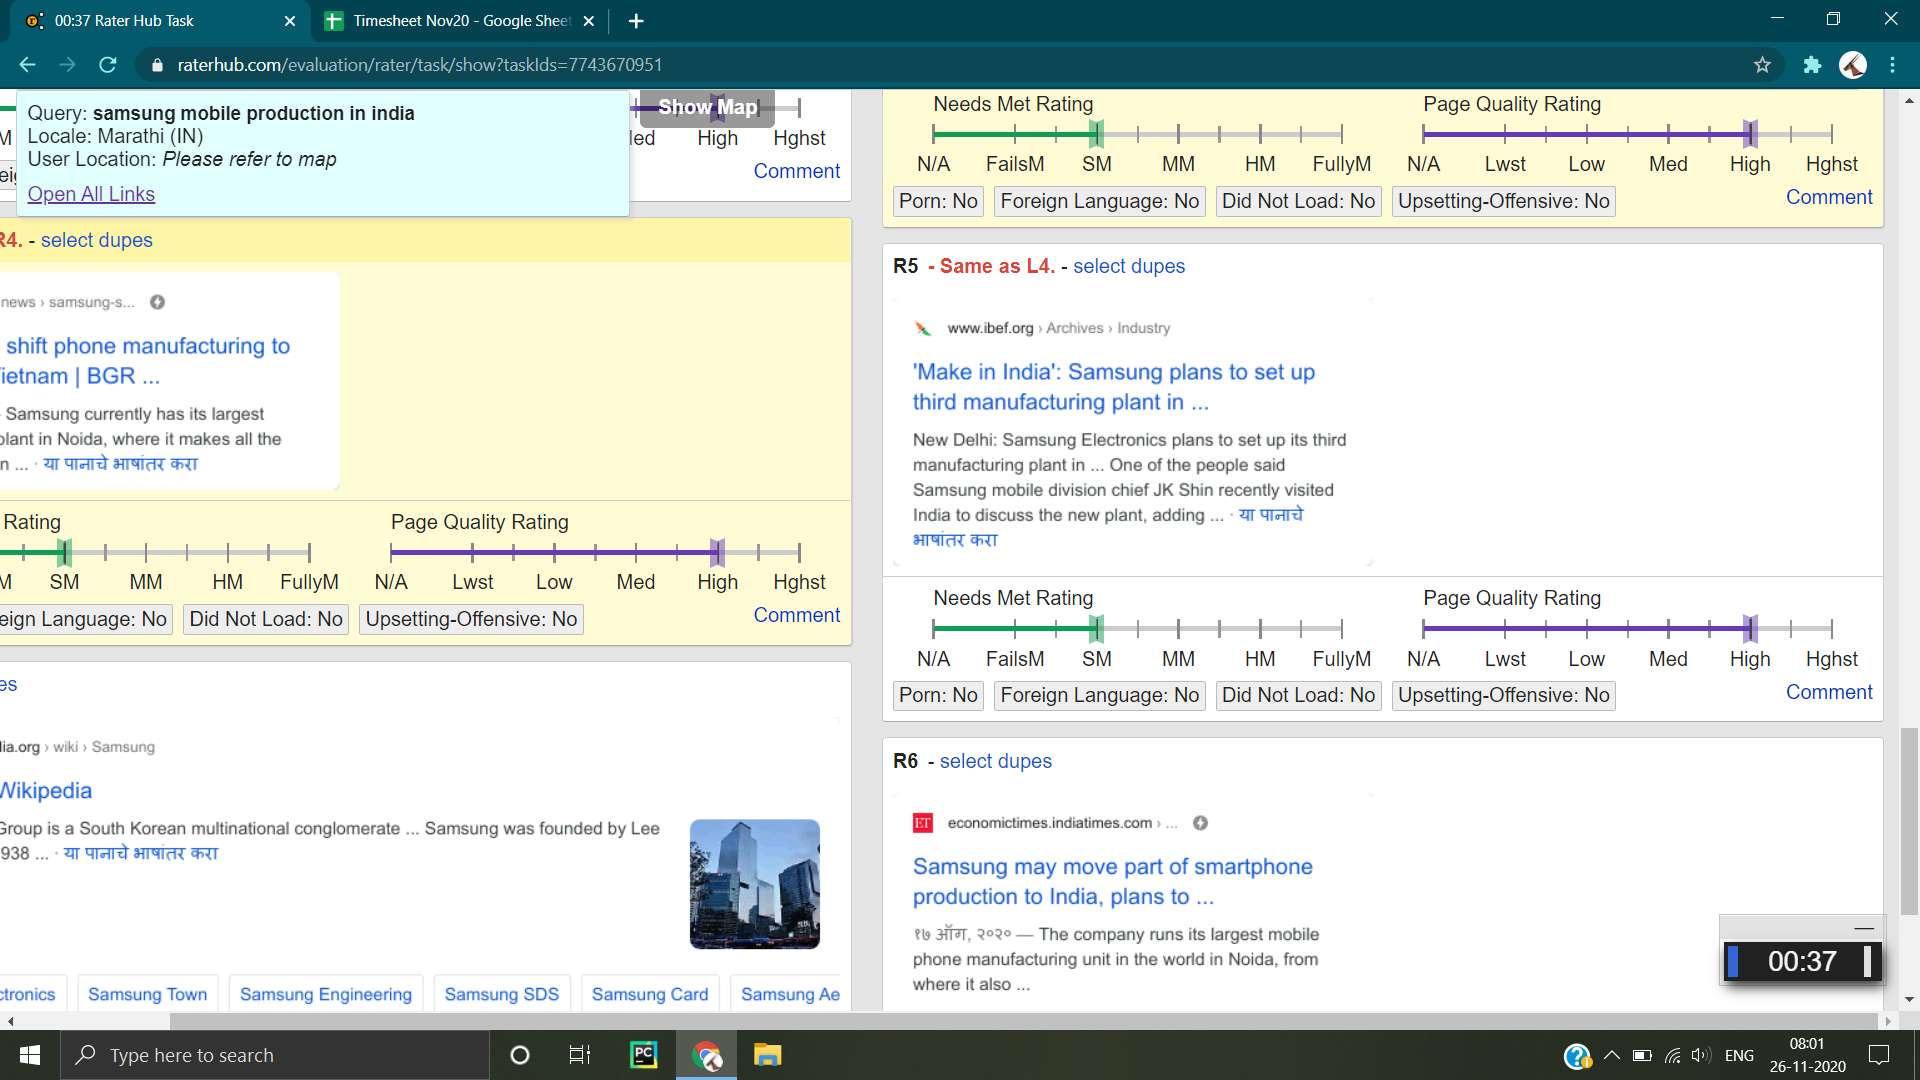 00:37 Rater Hub Task
Timesheet Nov20 - Google Sheet
raterhub.com/evaluation/rater/task/show?taskIds=7743670951
Query: samsung mobile production in india
Locale: Marathi (IN)
User Location: Please refer to map
Open All Links
Show Map
High Hghst
Comment
R4. - select dupes
news › samsung-s...
shift phone manufacturing to
Vietnam | BGR ...
Samsung currently has its largest
plant in Noida, where it makes all the
n ... · या पानाचे भाषांतर करा
Rating
M SM MM HM FullyM
Page Quality Rating
N/A Lwst Low Med High Hghst
eign Language: No Did Not Load: No Upsetting-Offensive: No
Comment
es
lia.org › wiki › Samsung
Wikipedia
Group is a South Korean multinational conglomerate ... Samsung was founded by Lee
938 ... · या पानाचे भाषांतर करा
ctronics Samsung Town Samsung Engineering Samsung SDS Samsung Card Samsung Ae
Needs Met Rating
N/A FailsM SM MM HM FullyM
Page Quality Rating
N/A Lwst Low Med High Hghst
Porn: No Foreign Language: No Did Not Load: No Upsetting-Offensive: No
Comment
R5 - Same as L4. - select dupes
www.ibef.org › Archives › Industry
'Make in India': Samsung plans to set up
third manufacturing plant in ...
New Delhi: Samsung Electronics plans to set up its third
manufacturing plant in ... One of the people said
Samsung mobile division chief JK Shin recently visited
India to discuss the new plant, adding ... · या पानाचे
भाषांतर करा
Needs Met Rating
N/A FailsM SM MM HM FullyM
Page Quality Rating
N/A Lwst Low Med High Hghst
Porn: No Foreign Language: No Did Not Load: No Upsetting-Offensive: No
Comment
R6 - select dupes
ET economictimes.indiatimes.com › ...
Samsung may move part of smartphone
production to India, plans to ...
१७ ऑग, २०२० — The company runs its largest mobile
phone manufacturing unit in the world in Noida, from
where it also ...
00:37
Type here to search
PC
ENG
08:01
26-11-2020